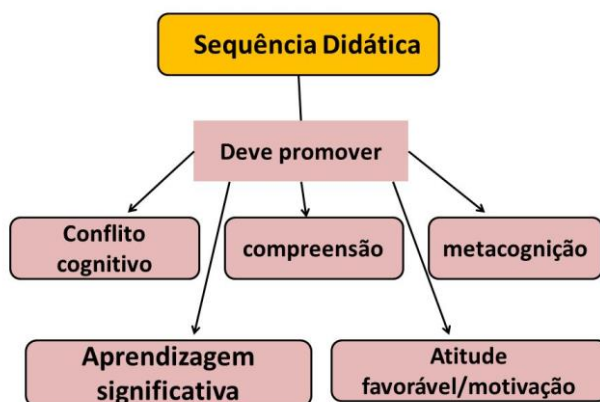 Sequência Didática
Deve promover
Conflito
cognitivo
compreensão
metacognição
Aprendizagem
significativa
Atitude
favorável/motivação